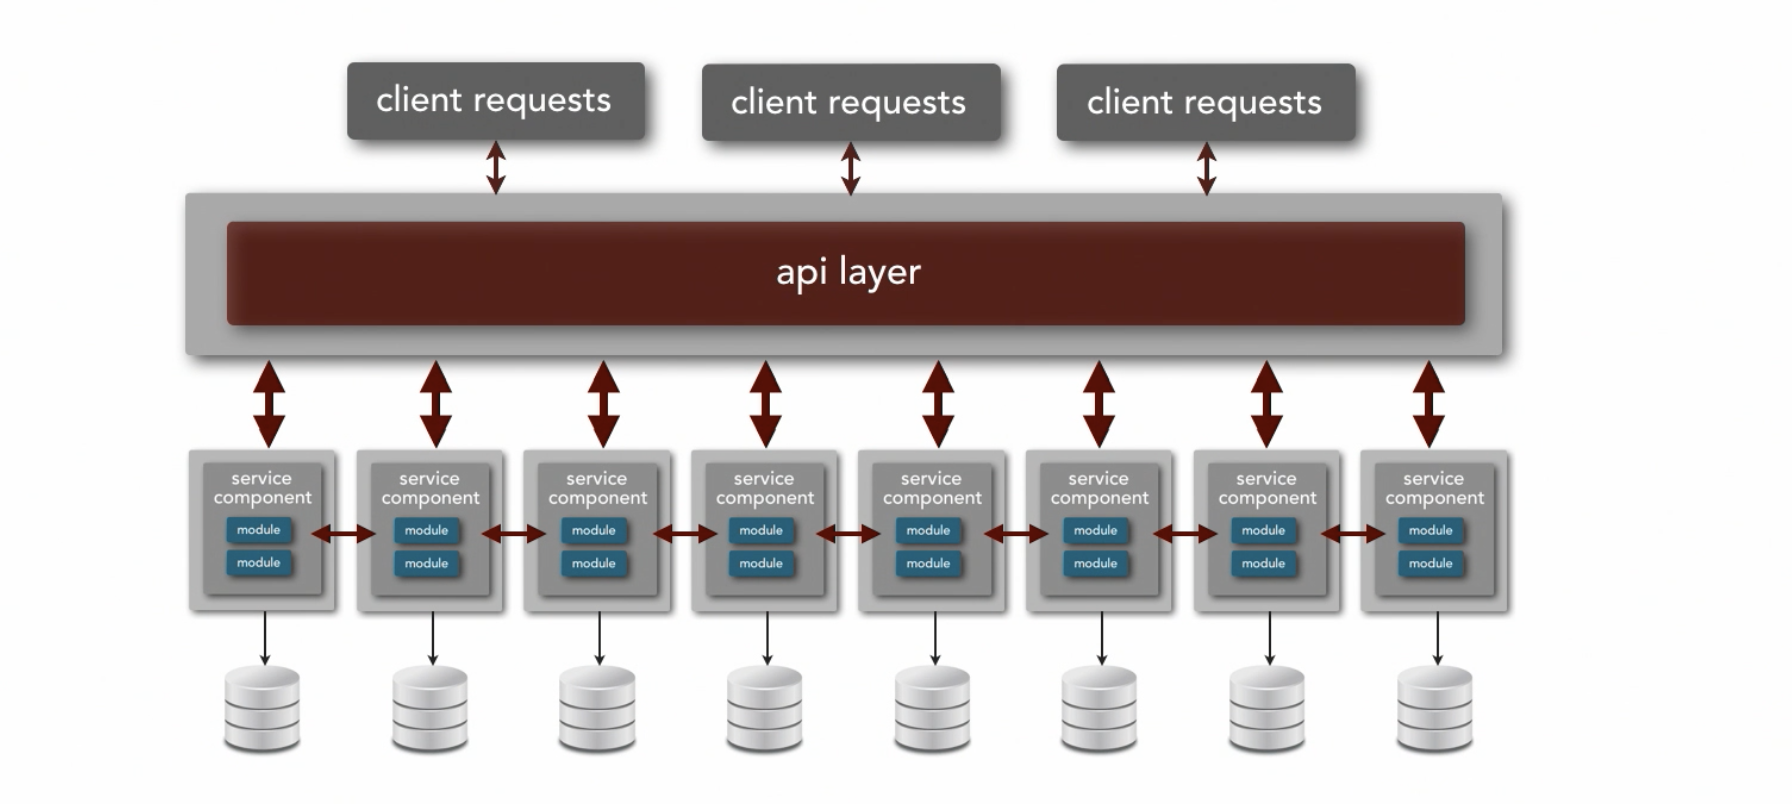 client requests
client requests
client requests
api layer
service
component
module
module
service
component
module
module
service
component
module
module
service
component
module
module
service
component
module
module
service
component
module
module
service
component
module
module
service
component
module
module